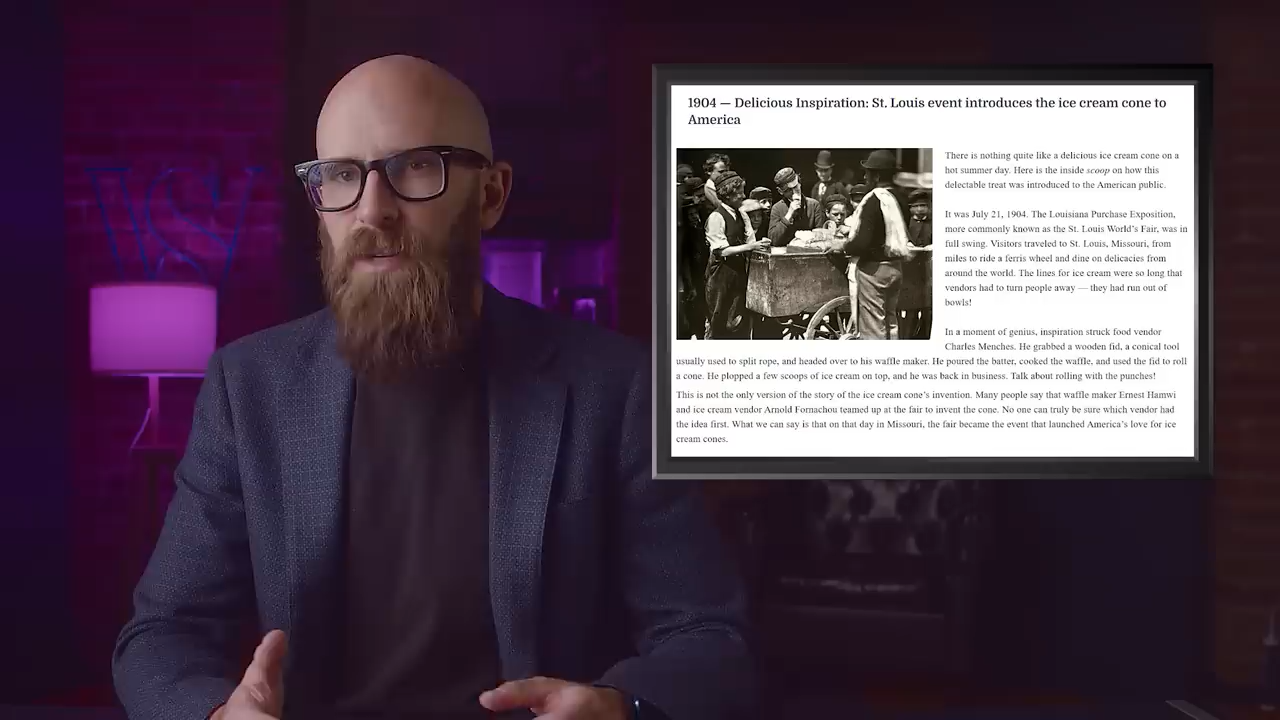 W
1904 — Delicious Inspiration: St. Louis event introduces the ice cream cone to
America
There is nothing quite like a delicious ice cream cone on a
hot summer day. Here is the inside scoop on how this
delectable treat was introduced to the American public.
It was July 21, 1904. The Louisiana Purchase Exposition,
more commonly known as the St. Louis World's Fair, was in
full swing. Visitors traveled to St. Louis, Missouri, from
miles to ride a ferris wheel and dine on delicacies from
around the world. The lines for ice cream were so long that
vendors had to turn people away — they had run out of
bowls!
In a moment of genius, inspiration struck food vendor
Charles Menches. He grabbed a wooden fid, a conical tool
usually used to split rope, and headed over to his waffle maker. He poured the batter, cooked the waffle, and used the fid to roll
a cone. He plopped a few scoops of ice cream on top, and he was back in business. Talk about rolling with the punches!
This is not the only version of the story of the ice cream cone's invention. Many people say that waffle maker Ernest Hamwi
and ice cream vendor Arnold Fornachou teamed up at the fair to invent the cone. No one can truly be sure which vendor had
the idea first. What we can say is that on that day in Missouri, the fair became the event that launched America's love for ice
cream cones.